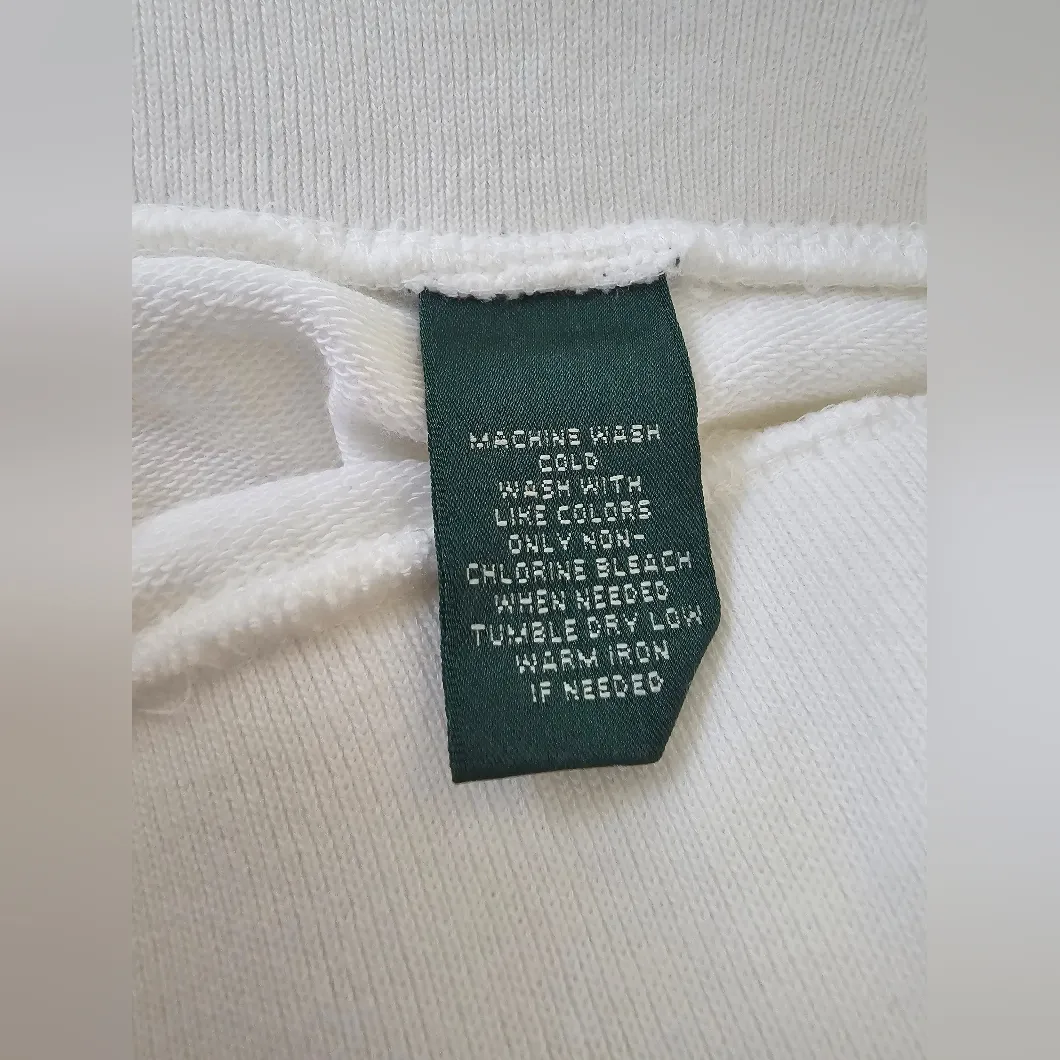 MACHINE WASH
COLD
WASH WITH
LIKE COLORS
ONLY NON-
CHLORINE BLEACH
WHEN NEEDED
TUMBLE DRY LOW
WARM IRON
IF NEEDED